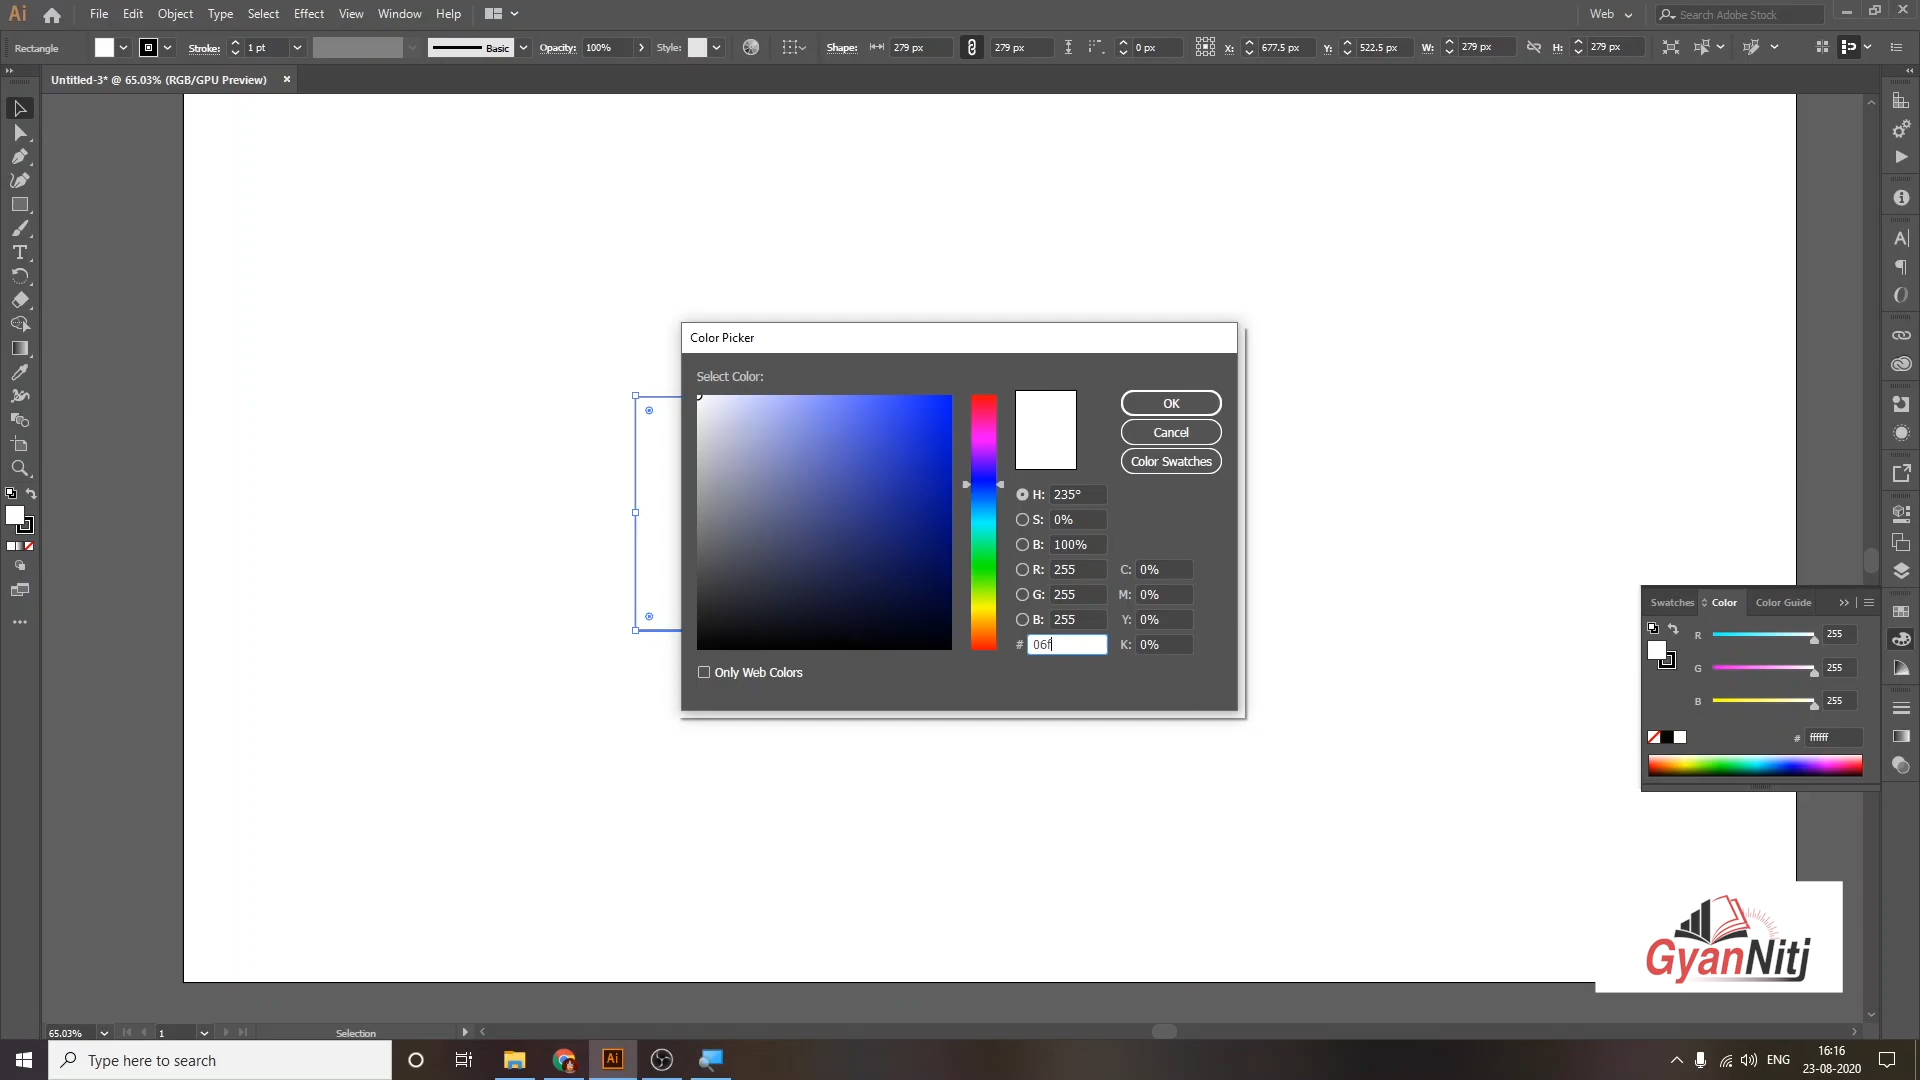 Ai File Edit Object Type Select Effect View Window Help Web Search Adobe Stock
Rectangle Stroke: 1 pt Basic Opacity: 100% Style: Shape: 279 px 279 px 0 px X: 677.5 px Y: 522.5 px W: 279 px H: 279 px
Untitled-3* @ 65.03% (RGB/GPU Preview) ×
Color Picker
Select Color:
OK
Cancel
Color Swatches
H: 235°
S: 0%
B: 100%
R: 255 C: 0%
G: 255 M: 0%
B: 255 Y: 0%
# 06f K: 0%
Only Web Colors
Swatches Color Color Guide
R 255
G 255
B 255
# ffffff
GyanNitj
65.03% 1 Selection
Type here to search
Ai
ENG
16:16
23-08-2020